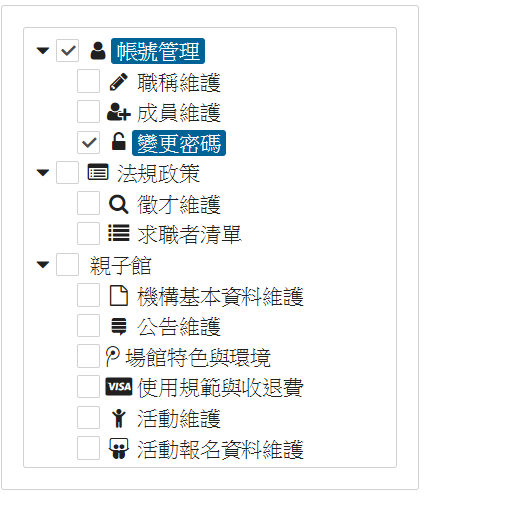 帳號管理
職稱維護
成員維護
變更密碼
法規政策
徵才維護
求職者清單
親子館
機構基本資料維護
公告維護
場館特色與環境
VISA 使用規範與收退費
活動維護
活動報名資料維護